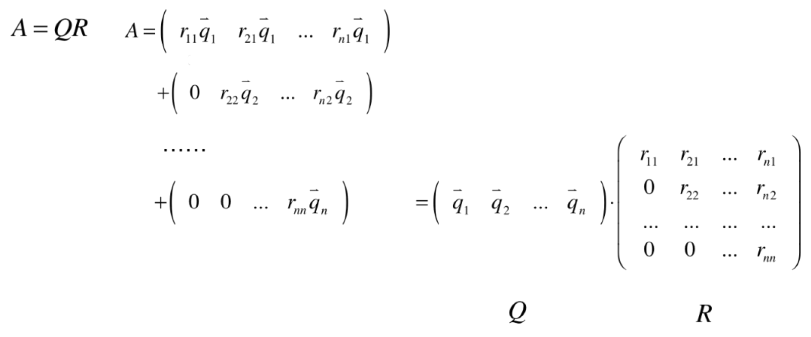 A = QR A = ( r₁₁q⃗₁ r₂₁q⃗₁ ... rₙ₁q⃗₁ )
+( 0 r₂₂q⃗₂ ... rₙ₂q⃗₂ )
......
+( 0 0 ... rₙₙq⃗ₙ ) = ( q⃗₁ q⃗₂ ... q⃗ₙ ) · ( r₁₁ r₂₁ ... rₙ₁
0 r₂₂ ... rₙ₂
... ... ... ...
0 0 ... rₙₙ )
Q R